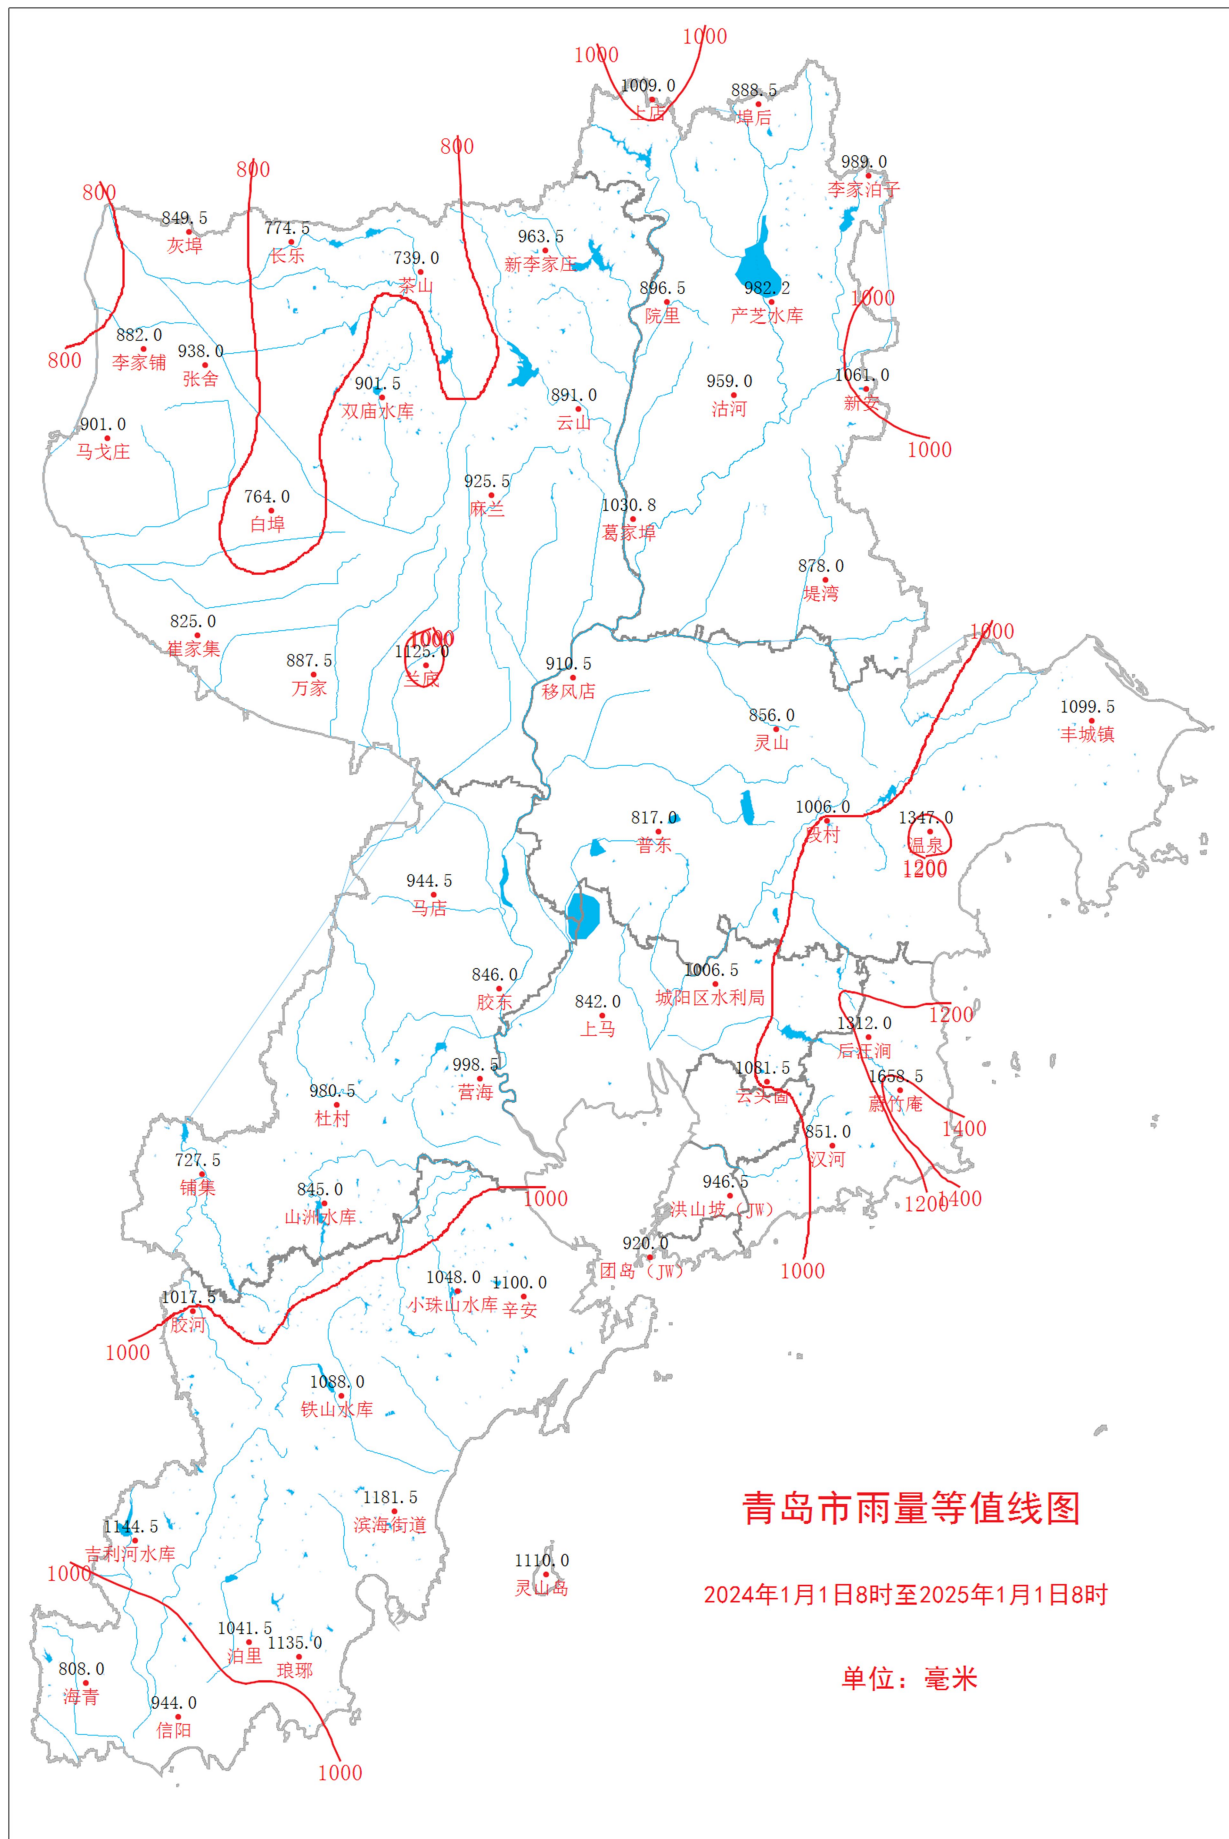 1000
1000
1009.0
上店
888.5
埠后
989.0
李家泊子
800
800
800
849.5
灰埠
774.5
长乐
739.0
茶山
963.5
新李家庄
896.5
院里
982.2
产芝水库
1000
800
882.0
李家铺
938.0
张舍
901.5
双庙水库
891.0
云山
959.0
沽河
1061.0
新安
1000
901.0
马戈庄
764.0
白埠
925.5
麻兰
1030.8
葛家埠
878.0
堤湾
825.0
崔家集
887.5
万家
1000
1125.0
兰底
910.5
移风店
1000
856.0
灵山
1099.5
丰城镇
817.0
普东
1006.0
段村
1347.0
温泉
1200
944.5
马店
846.0
胶东
842.0
上马
1006.5
城阳区水利局
1200
1312.0
后汪涧
998.5
营海
980.5
杜村
1081.5
云头崮
1658.5
蔚竹庵
1400
851.0
汉河
727.5
铺集
845.0
山洲水库
1000
946.5
洪山坡（JW）
1200
1400
920.0
团岛（JW）
1000
1048.0
小珠山水库
1100.0
辛安
1017.5
胶河
1000
1088.0
铁山水库
1181.5
滨海街道
1144.5
吉利河水库
1000
1110.0
灵山岛
1041.5
泊里
1135.0
琅琊
808.0
海青
944.0
信阳
1000
青岛市雨量等值线图
2024年1月1日8时至2025年1月1日8时
单位：毫米